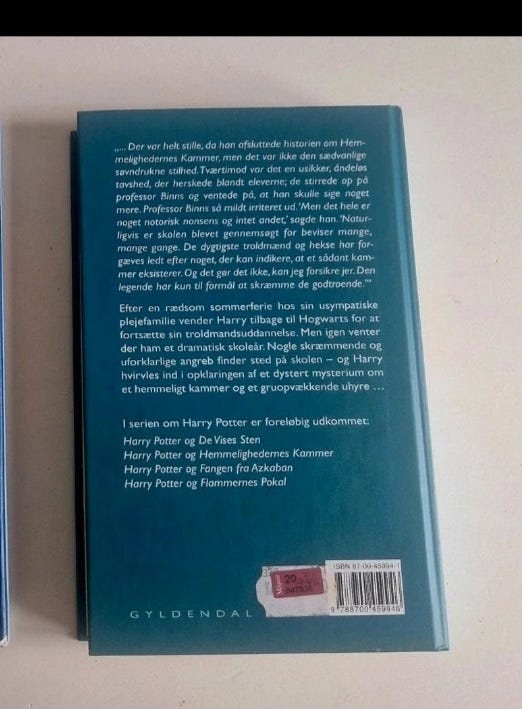 „... Der var helt stille, da han afsluttede historien om Hem-
melighedernes Kammer, men det var ikke den sædvanlige
søvndrukne stilhed. Tværtimod var det en usikker, åndeløs
tavshed, der herskede blandt eleverne; de stirrede op på
professor Binns og ventede på, at han skulle sige noget
mere. Professor Binns så mildt irriteret ud. 'Men det hele er
noget notorisk nonsens og intet andet,' sagde han. 'Natur-
ligvis er skolen blevet gennemsøgt for beviser mange,
mange gange. De dygtigste troldmænd og hekse har for-
gæves ledt efter noget, der kan indikere, at et sådant kam-
mer eksisterer. Og det gør det ikke, kan jeg forsikre jer. Den
legende har kun til formål at skræmme de godtroende.'"
Efter en rædsom sommerferie hos sin usympatiske
plejefamilie vender Harry tilbage til Hogwarts for at
fortsætte sin troldmandsuddannelse. Men igen venter
der ham et dramatisk skoleår. Nogle skræmmende og
uforklarlige angreb finder sted på skolen – og Harry
hvirvles ind i opklaringen af et dystert mysterium om
et hemmeligt kammer og et gruopvækkende uhyre ...
I serien om Harry Potter er foreløbig udkommet:
Harry Potter og De Vises Sten
Harry Potter og Hemmelighedernes Kammer
Harry Potter og Fangen fra Azkaban
Harry Potter og Flammernes Pokal
ISBN 87-00-45994-1
20
9 788700 459946
GYLDENDAL